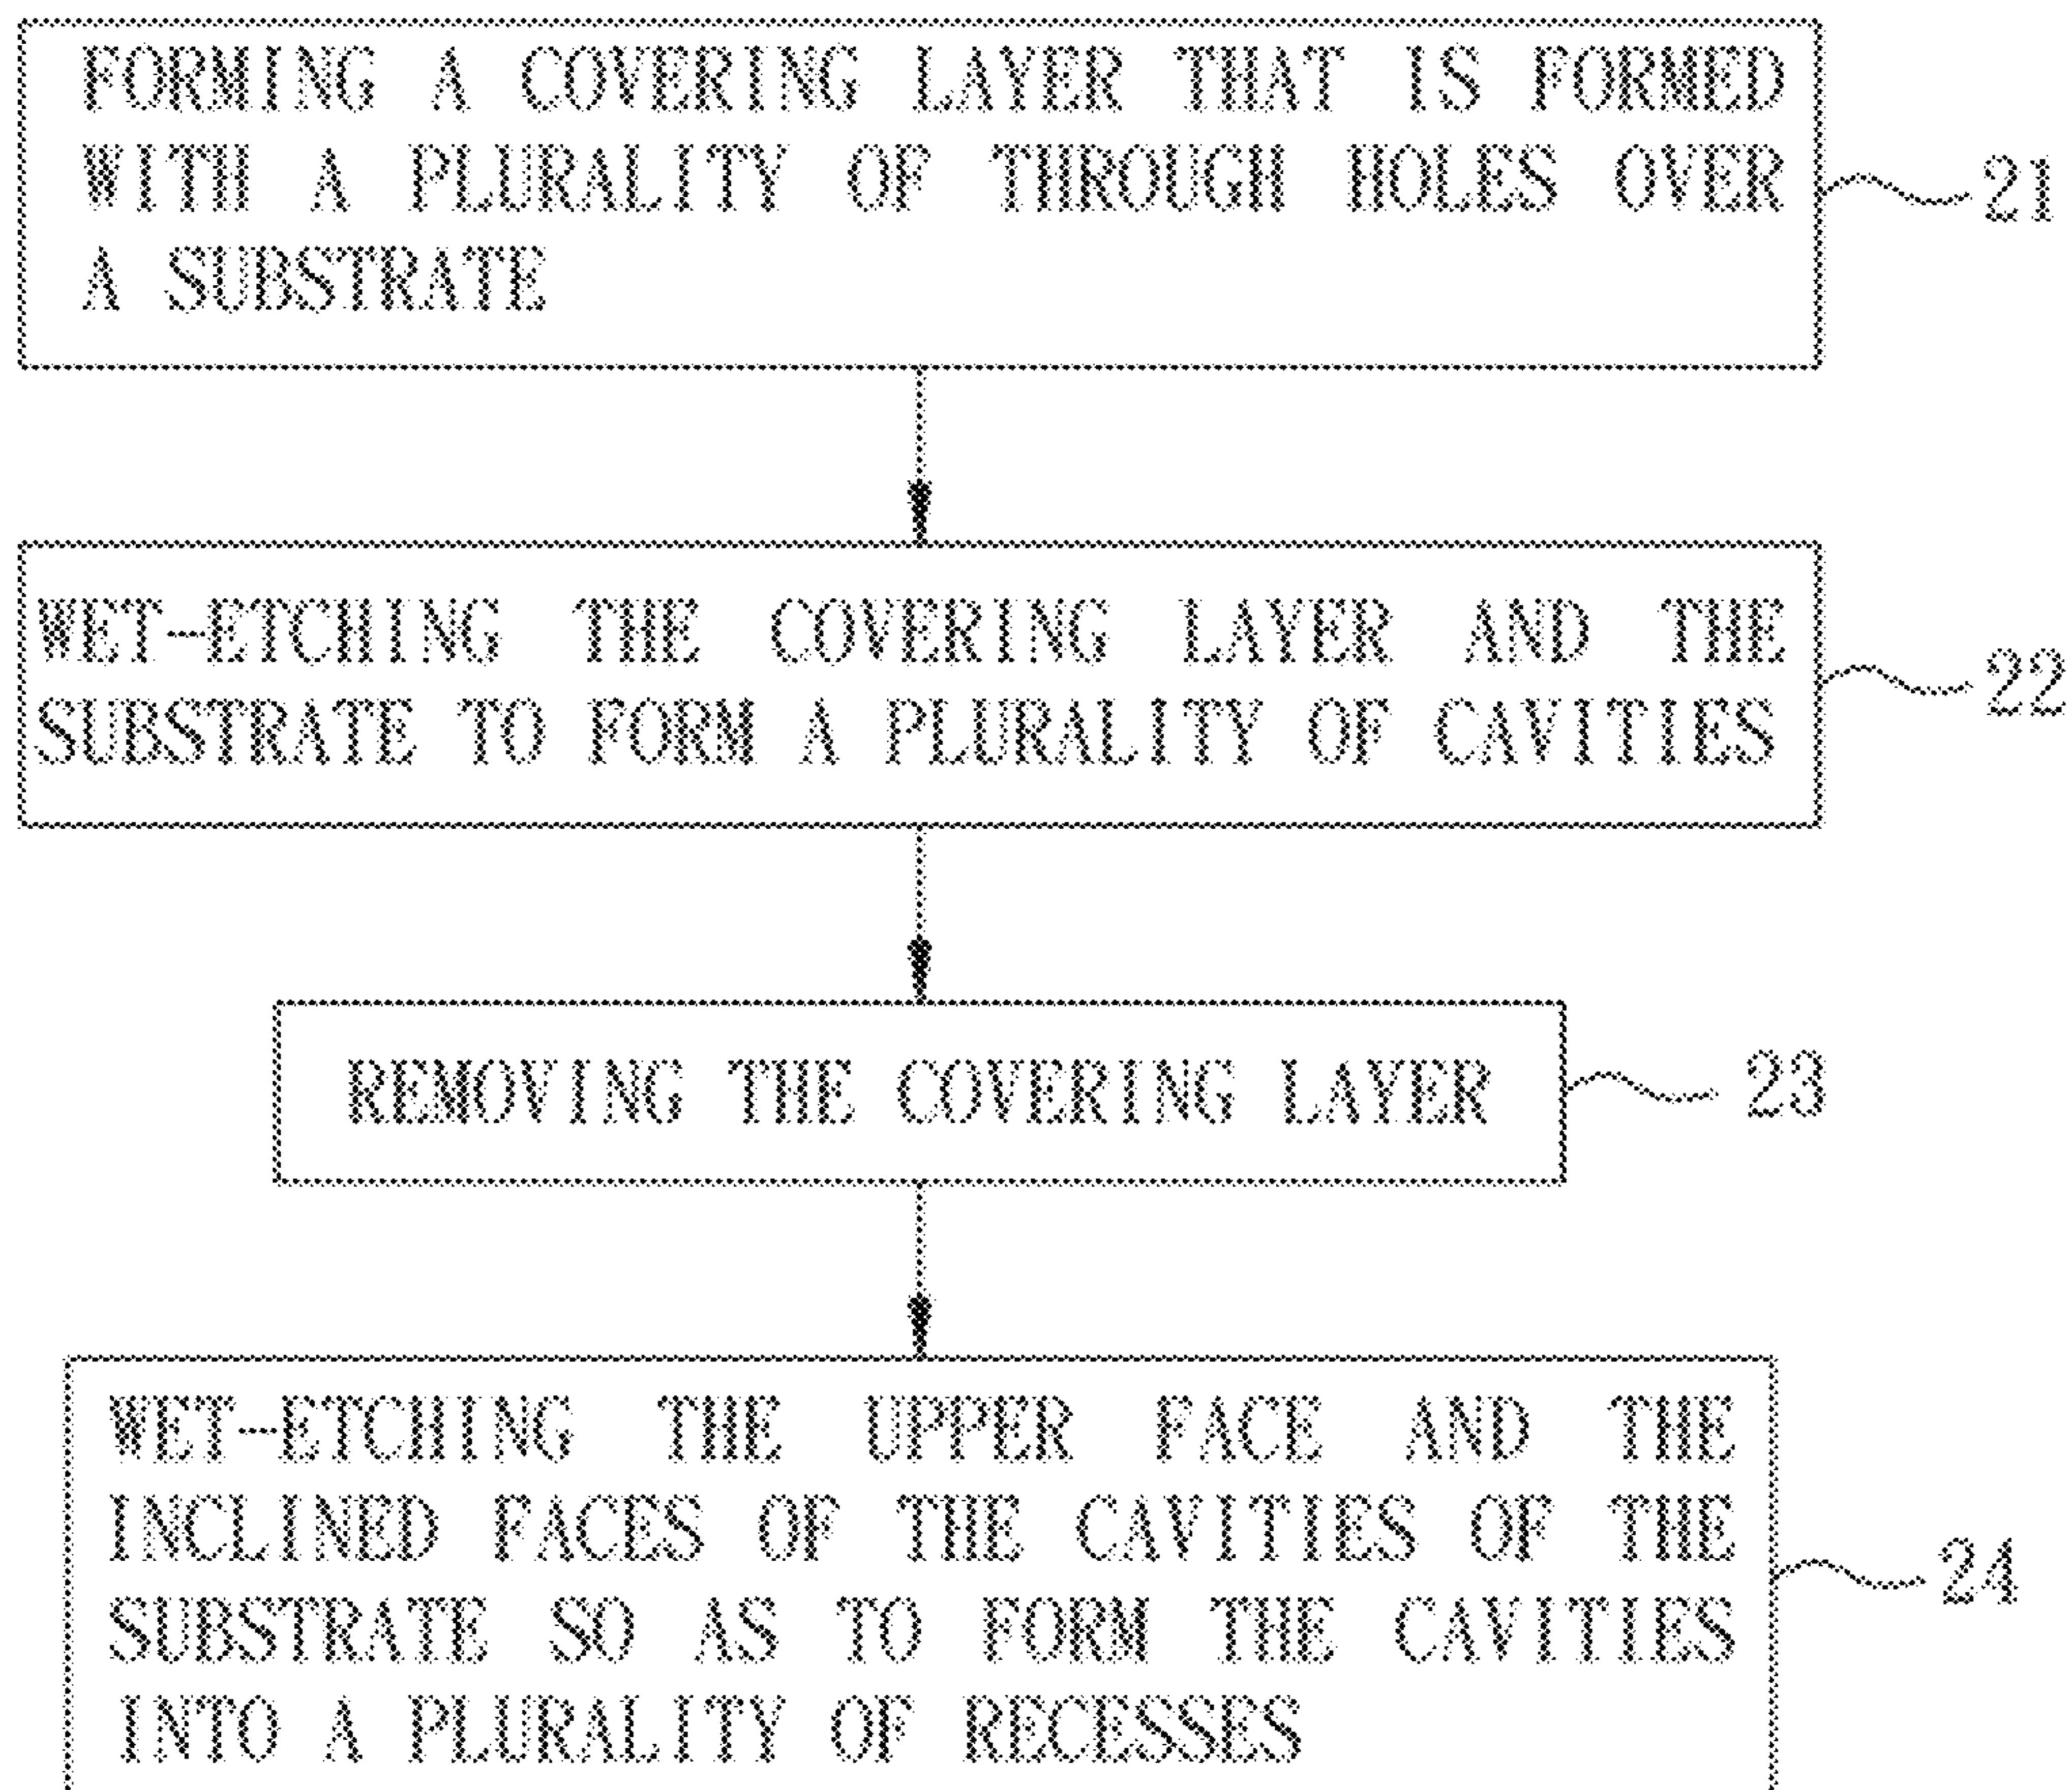 FORMING A COVERING LAYER THAT IS FORMED
WITH A PLURALITY OF THROUGH HOLES OVER
A SUBSTRATE
21
WET-ETCHING THE COVERING LAYER AND THE
SUBSTRATE TO FORM A PLURALITY OF CAVITIES
22
REMOVING THE COVERING LAYER
23
WET-ETCHING THE UPPER FACE AND THE
INCLINED FACES OF THE CAVITIES OF THE
SUBSTRATE SO AS TO FORM THE CAVITIES
INTO A PLURALITY OF RECESSES
24